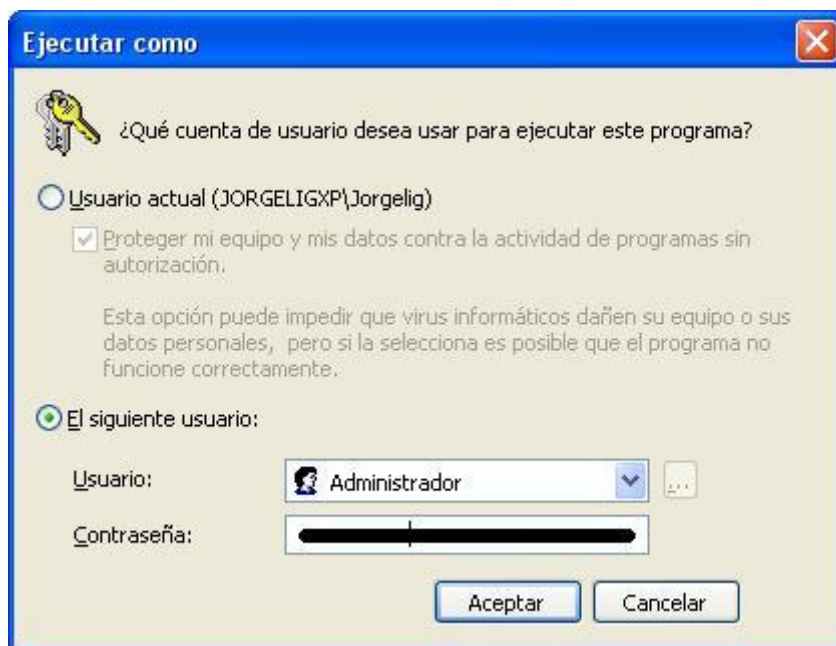 Ejecutar como
¿Qué cuenta de usuario desea usar para ejecutar este programa?
Usuario actual (JORGELIGXP\Jorgelig)
Proteger mi equipo y mis datos contra la actividad de programas sin
autorización.
Esta opción puede impedir que virus informáticos dañen su equipo o sus
datos personales, pero si la selecciona es posible que el programa no
funcione correctamente.
El siguiente usuario:
Usuario:
Administrador
...
Contraseña:
Aceptar
Cancelar